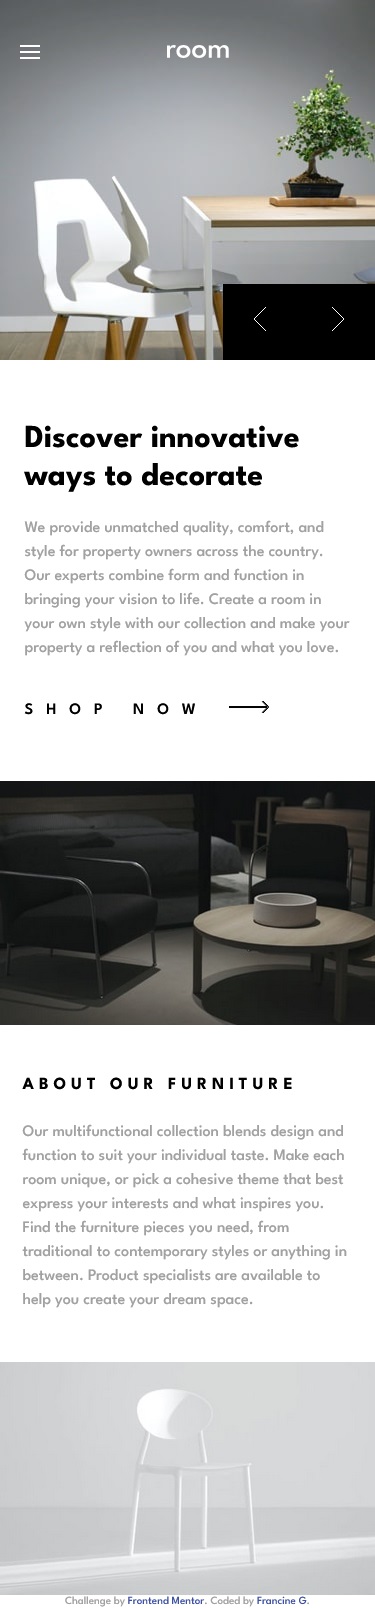 room
Discover innovative
ways to decorate
We provide unmatched quality, comfort, and
style for property owners across the country.
Our experts combine form and function in
bringing your vision to life. Create a room in
your own style with our collection and make your
property a reflection of you and what you love.
SHOP NOW
ABOUT OUR FURNITURE
Our multifunctional collection blends design and
function to suit your individual taste. Make each
room unique, or pick a cohesive theme that best
express your interests and what inspires you.
Find the furniture pieces you need, from
traditional to contemporary styles or anything in
between. Product specialists are available to
help you create your dream space.
Challenge by Frontend Mentor. Coded by Francine G.